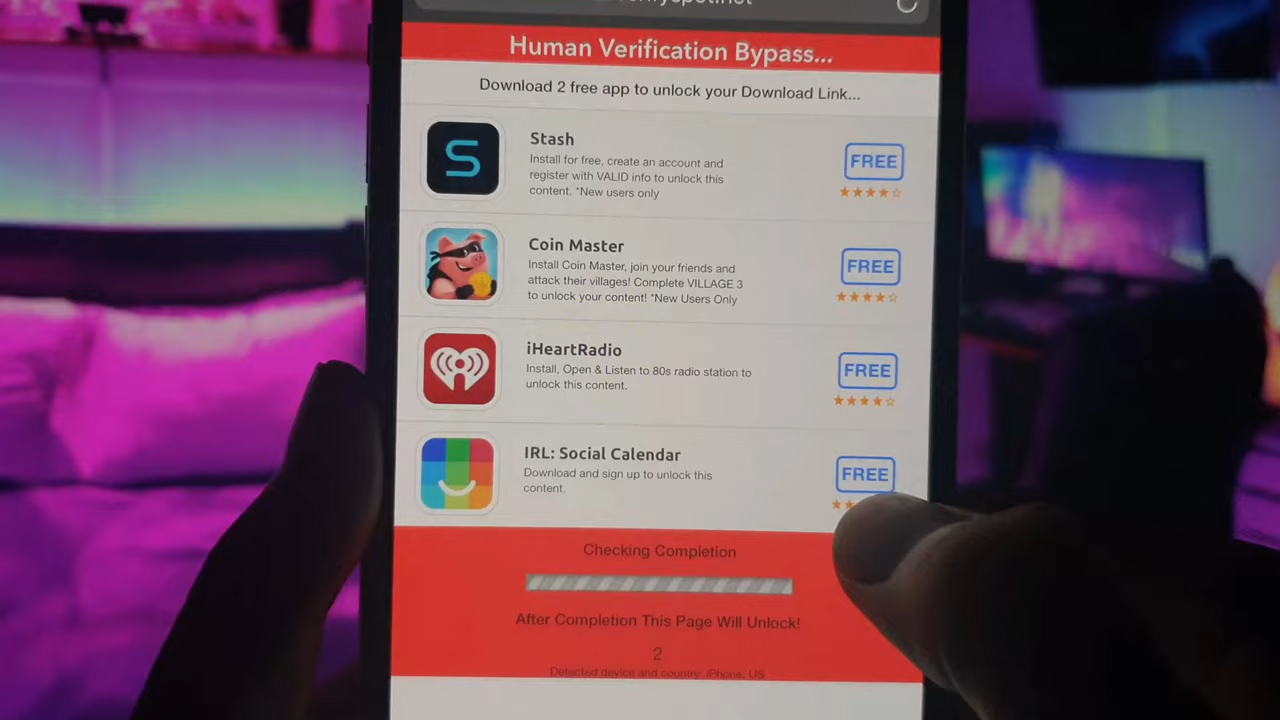 Human Verification Bypass...
Download 2 free app to unlock your Download Link...
Stash
Install for free, create an account and
register with VALID info to unlock this
content. *New users only
FREE
Coin Master
Install Coin Master, join your friends and
attack their villages! Complete VILLAGE 3
to unlock your content! *New Users Only
FREE
iHeartRadio
Install, Open & Listen to 80s radio station to
unlock this content.
FREE
IRL: Social Calendar
Download and sign up to unlock this
content.
FREE
Checking Completion
After Completion This Page Will Unlock!
2
Detected device and country: iPhone, US